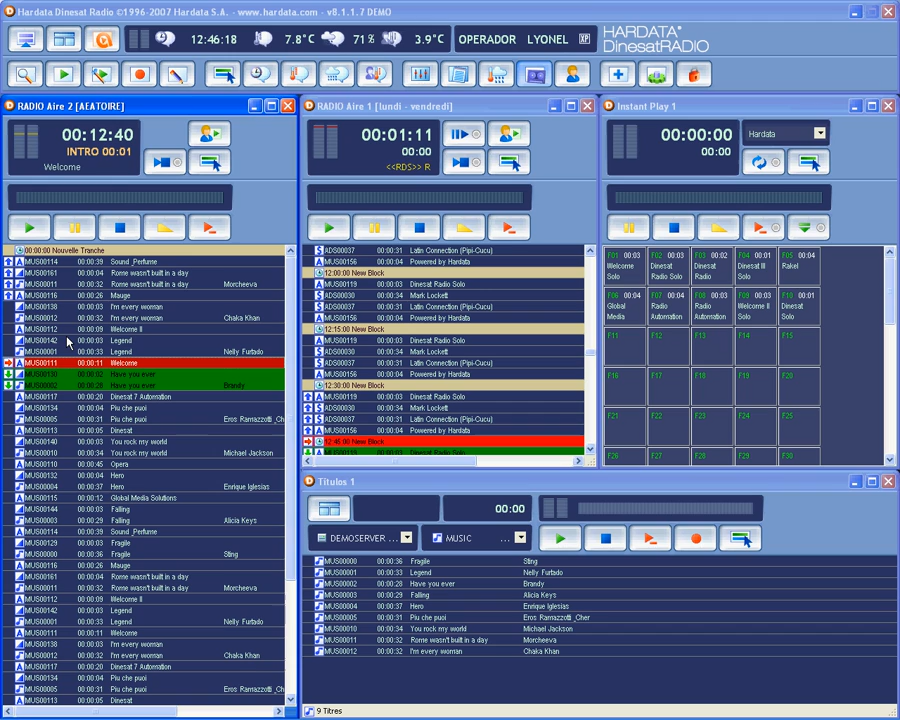 Hardata Dinesat Radio ©1996-2007 Hardata S.A. - www.hardata.com - v8.1.1.7 DEMO
12:46:18 7.8°C 71% 3.9°C OPERADOR LYONEL XP
HARDATA*
DinesatRADIO
RADIO Aire 2 [AEATOIRE]
00:12:40
INTRO 00:01
Welcome
00:00:00 Nouvelle Tranche
MUS00114 00:00:39 Sound_Perfume
MUS00161 00:00:04 Rome wasn't built in a day
MUS00011 00:00:32 Rome wasn't built in a day Morcheeva
MUS00116 00:00:26 Mauge
MUS00138 00:00:03 I'm every woman
MUS00012 00:00:32 I'm every woman Chaka Khan
MUS00112 00:00:09 Welcome II
MUS00142 00:00:03 Legend
MUS00001 00:00:33 Legend Nelly Furtado
MUS00111 00:00:11 Welcome
MUS00130 00:00:02 Have you ever
MUS00002 00:00:28 Have you ever Brandy
MUS00117 00:00:20 Dinesat 7 Automation
MUS00134 00:00:04 Piu che puoi
MUS00005 00:00:31 Piu che puoi Eros Ramazzotti_Ch
MUS00113 00:00:05 Dinesat
MUS00140 00:00:03 You rock my world
MUS00010 00:00:34 You rock my world Michael Jackson
MUS00110 00:00:45 Opera
MUS00132 00:00:04 Hero
MUS00004 00:00:37 Hero Enrique Iglesias
MUS00115 00:00:12 Global Media Solutions
MUS00144 00:00:03 Falling
MUS00003 00:00:29 Falling Alicia Keys
MUS00114 00:00:39 Sound_Perfume
MUS00129 00:00:03 Fragile
MUS00000 00:00:36 Fragile Sting
MUS00116 00:00:26 Mauge
MUS00161 00:00:04 Rome wasn't built in a day
MUS00011 00:00:32 Rome wasn't built in a day Morcheeva
MUS00112 00:00:09 Welcome II
MUS00142 00:00:03 Legend
MUS00001 00:00:33 Legend Nelly Furtado
MUS00111 00:00:11 Welcome
MUS00138 00:00:03 I'm every woman
MUS00012 00:00:32 I'm every woman Chaka Khan
MUS00117 00:00:20 Dinesat 7 Automation
MUS00134 00:00:04 Piu che puoi
MUS00005 00:00:31 Piu che puoi Eros Ramazzotti_Ch
MUS00113 00:00:05 Dinesat
RADIO Aire 1 [lundi - vendredi]
00:01:11
00:00
<<RDS>> R
ADS00037 00:00:31 Latin Connection (Pipi-Cucu)
MUS00156 00:00:04 Powered by Hardata
12:00:00 New Block
MUS00119 00:00:03 Dinesat Radio Solo
ADS00030 00:00:34 Mark Lockett
ADS00037 00:00:31 Latin Connection (Pipi-Cucu)
MUS00156 00:00:04 Powered by Hardata
12:15:00 New Block
MUS00119 00:00:03 Dinesat Radio Solo
ADS00030 00:00:34 Mark Lockett
ADS00037 00:00:31 Latin Connection (Pipi-Cucu)
MUS00156 00:00:04 Powered by Hardata
12:30:00 New Block
MUS00119 00:00:03 Dinesat Radio Solo
ADS00030 00:00:34 Mark Lockett
ADS00037 00:00:31 Latin Connection (Pipi-Cucu)
MUS00156 00:00:04 Powered by Hardata
12:45:00 New Block
MUS00119 00:00:03 Dinesat Radio Solo
Instant Play 1
00:00:00
00:00
Hardata
F01 00:03 Welcome Solo
F02 00:03 Dinesat Radio Solo
F03 00:02 Dinesat Radio
F04 00:01 Dinesat III Solo
F05 00:04 Rakel
F06 00:04 Global Media
F07 00:04 Radio Automation
F08 00:03 Radio Automation
F09 00:03 Welcome Solo
F10 00:01 Dinesat Solo
F11 F12 F13 F14 F15
F16 F17 F18 F19 F20
F21 F22 F23 F24 F25
F26 F27 F28 F29 F30
Títulos 1
00:00
DEMOSERVER ... MUSIC ...
MUS00000 00:00:36 Fragile Sting
MUS00001 00:00:33 Legend Nelly Furtado
MUS00002 00:00:28 Have you ever Brandy
MUS00003 00:00:29 Falling Alicia Keys
MUS00004 00:00:37 Hero Enrique Iglesias
MUS00005 00:00:31 Piu che puoi Eros Ramazzotti_Cher
MUS00010 00:00:34 You rock my world Michael Jackson
MUS00011 00:00:32 Rome wasn't built in a day Morcheeva
MUS00012 00:00:32 I'm every woman Chaka Khan
9 Titres